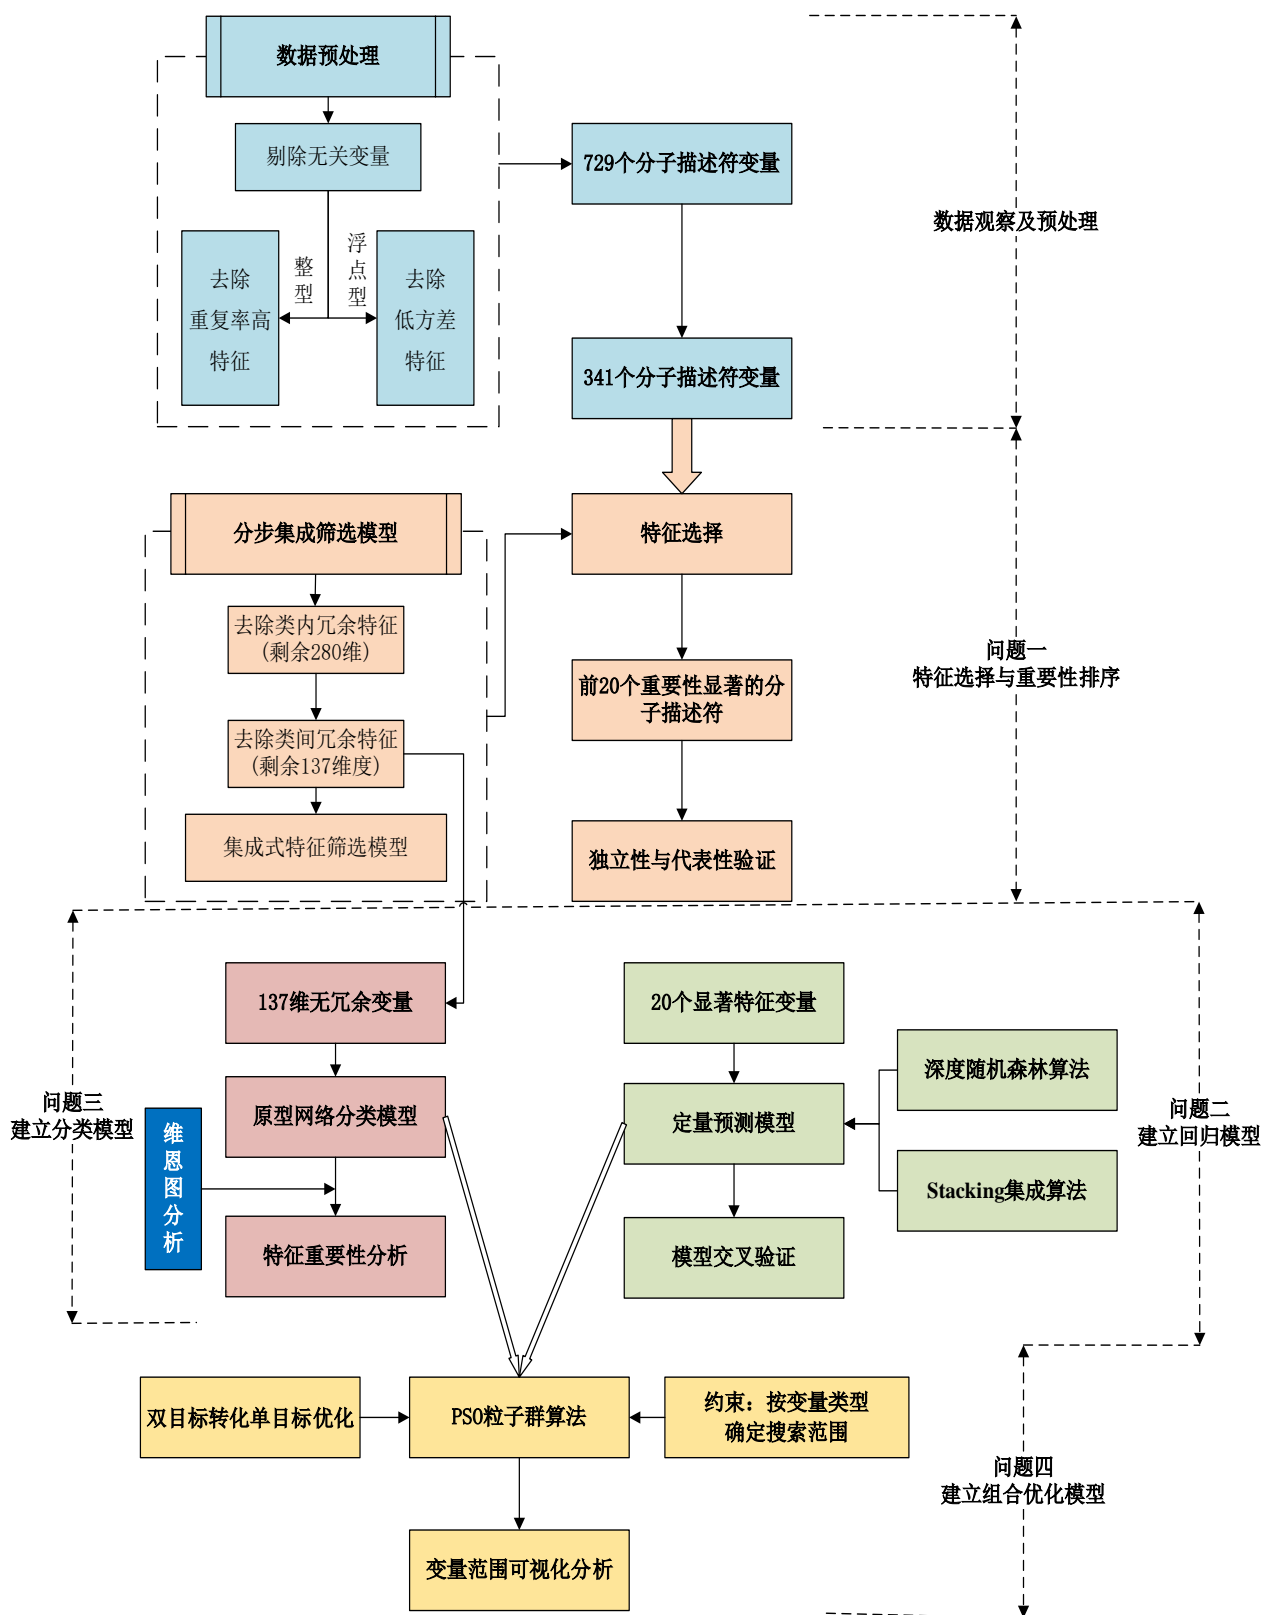 数据预处理
剔除无关变量
整型
浮点型
去除
重复率高
特征
去除
低方差
特征
729个分子描述符变量
341个分子描述符变量
数据观察及预处理
分步集成筛选模型
去除类内冗余特征
(剩余280维)
去除类间冗余特征
(剩余137维度)
集成式特征筛选模型
特征选择
前20个重要性显著的分
子描述符
独立性与代表性验证
问题一
特征选择与重要性排序
137维无冗余变量
原型网络分类模型
特征重要性分析
维恩图分析
问题三
建立分类模型
20个显著特征变量
定量预测模型
模型交叉验证
深度随机森林算法
Stacking集成算法
问题二
建立回归模型
双目标转化单目标优化
PSO粒子群算法
约束：按变量类型
确定搜索范围
变量范围可视化分析
问题四
建立组合优化模型